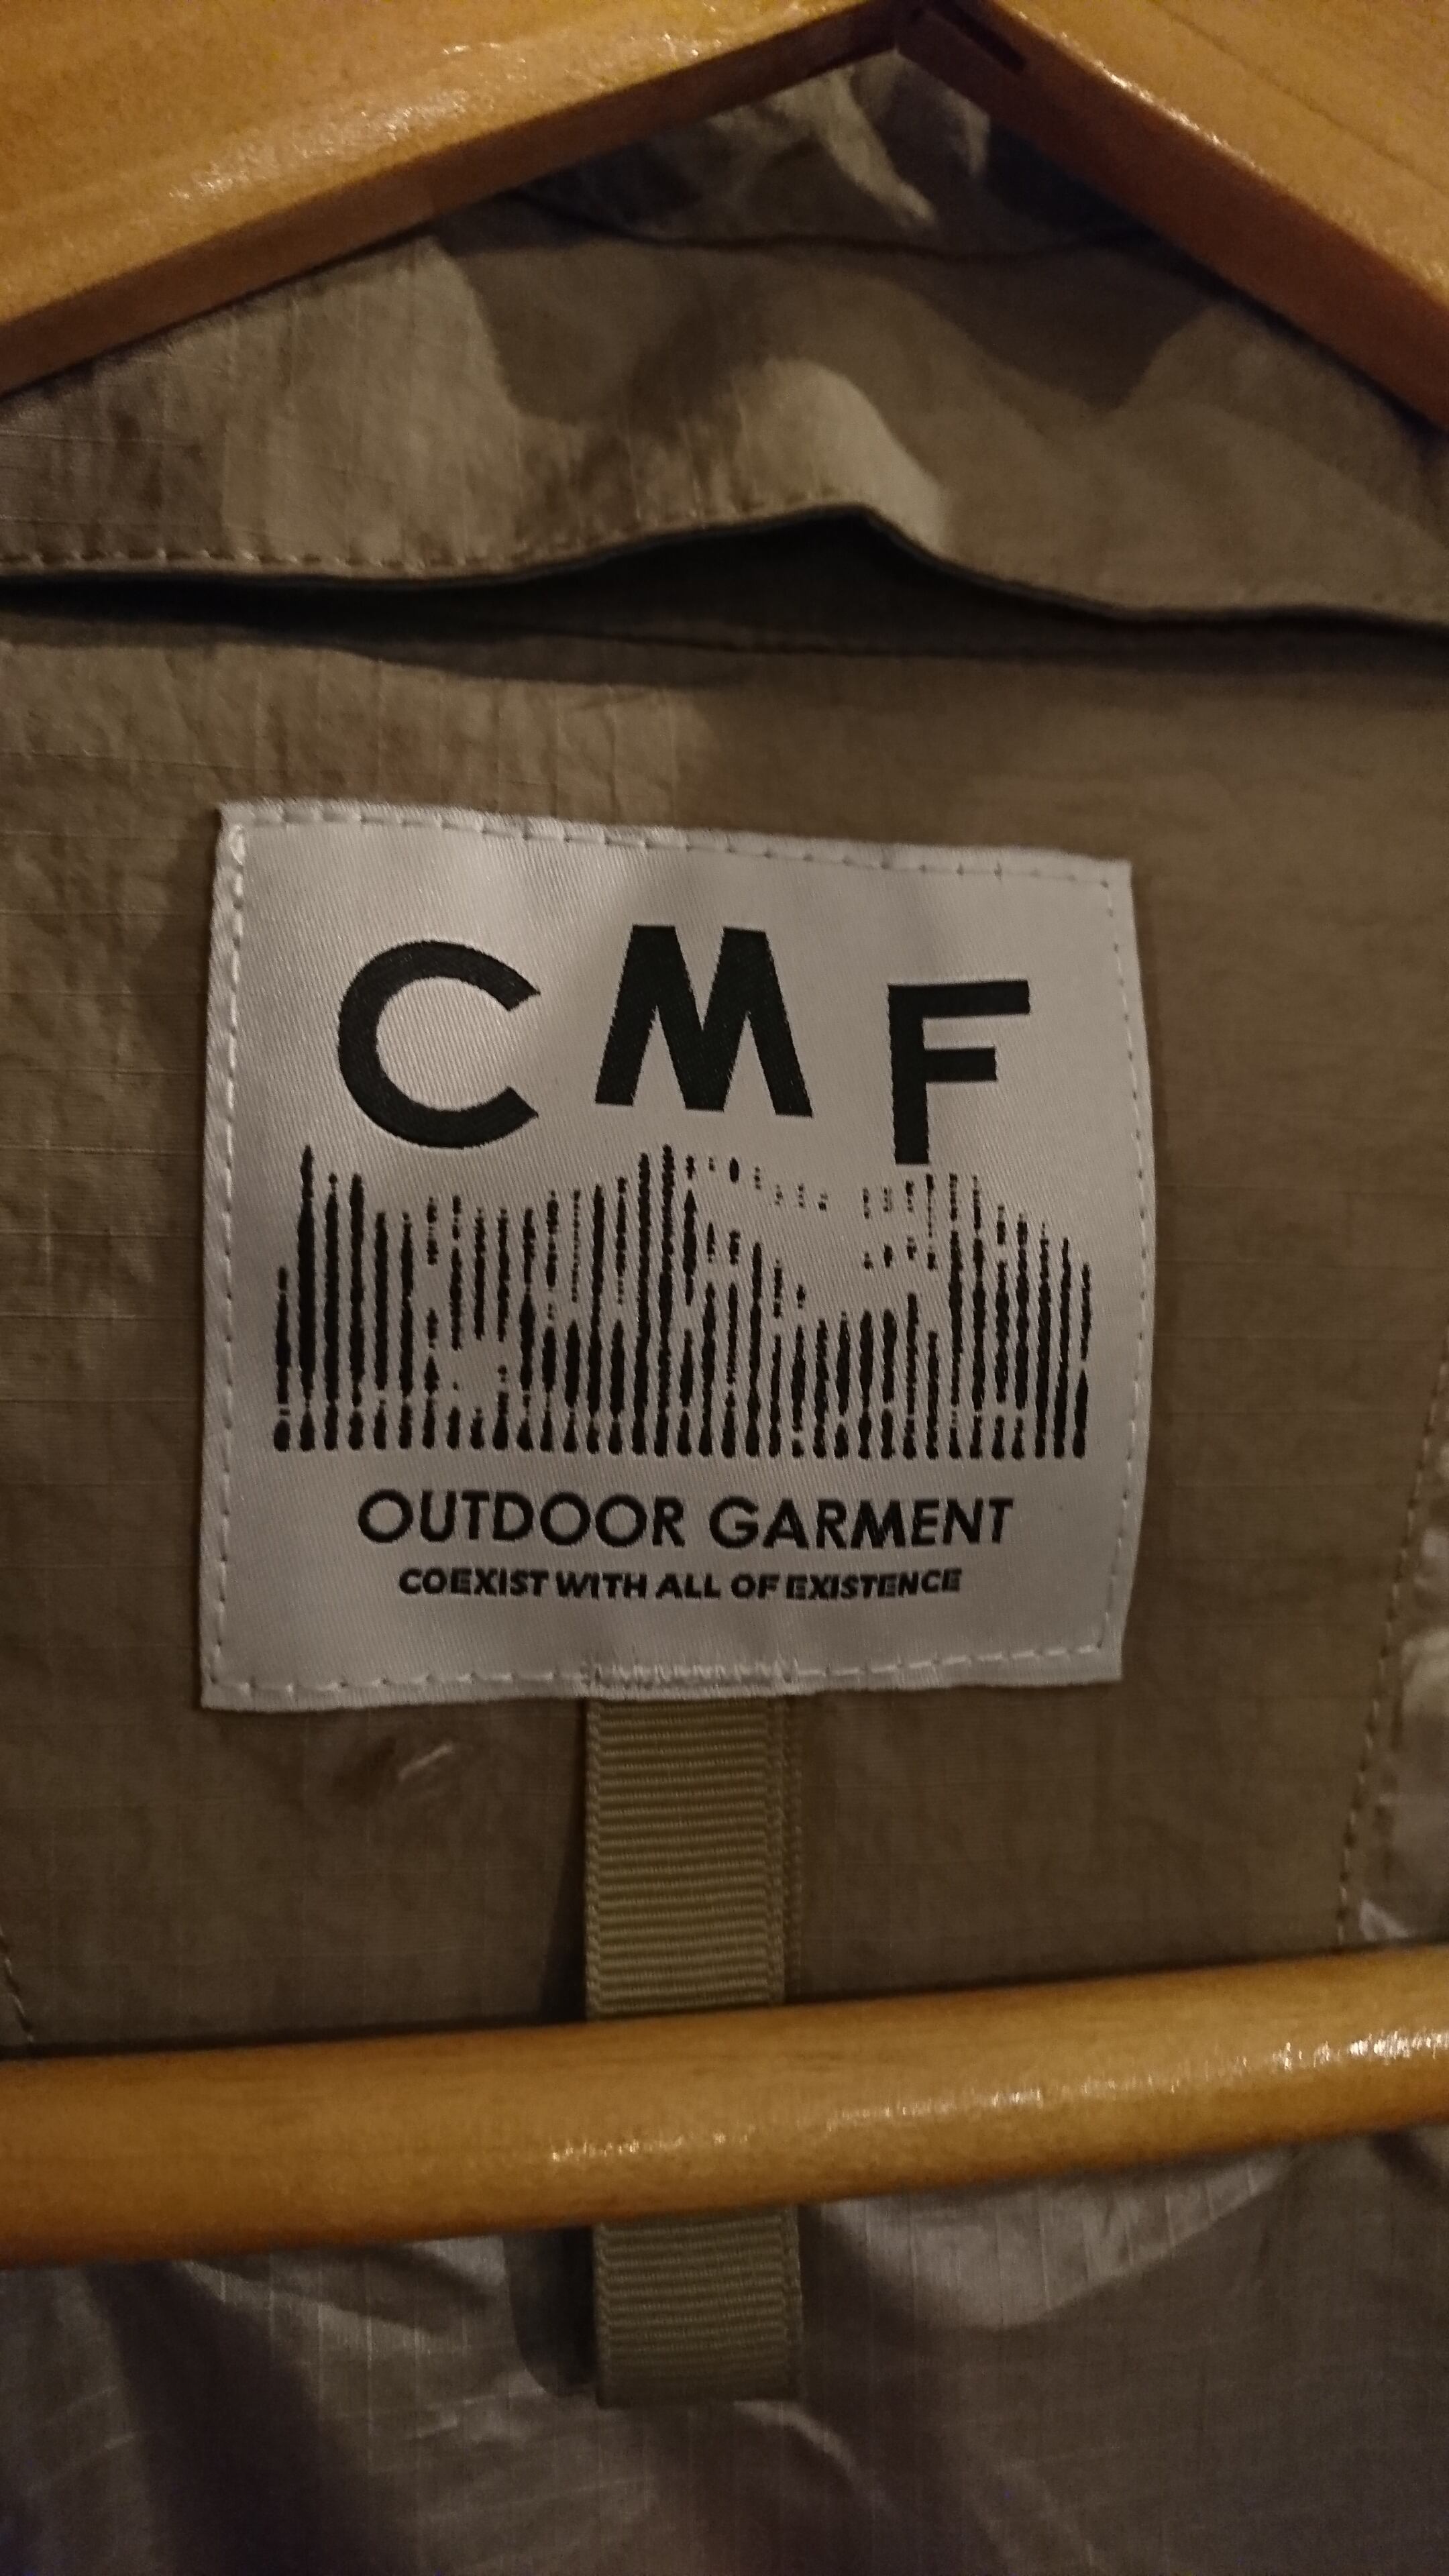 CMF
OUTDOOR GARMENT
COEXIST WITH ALL OF EXISTENCE